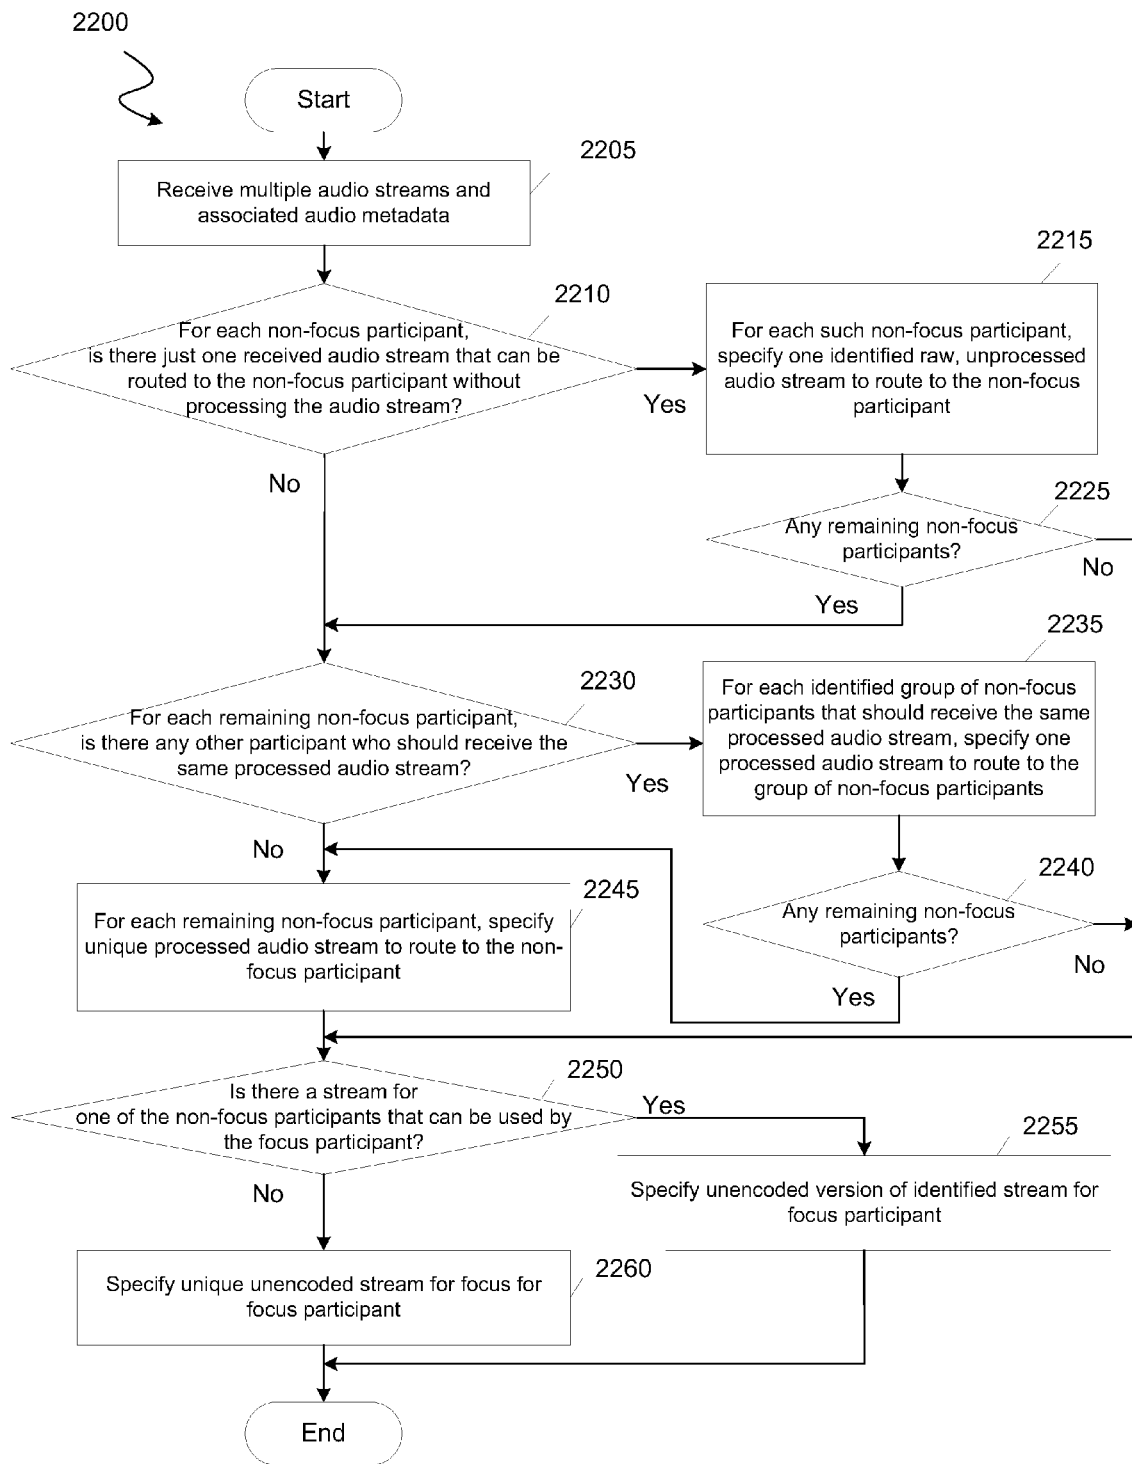 2200
Start
2205
Receive multiple audio streams and
associated audio metadata
2210
For each non-focus participant,
is there just one received audio stream that can be
routed to the non-focus participant without
processing the audio stream?
Yes
No
2215
For each such non-focus participant,
specify one identified raw, unprocessed
audio stream to route to the non-focus
participant
2225
Any remaining non-focus
participants?
No
Yes
2230
For each remaining non-focus participant,
is there any other participant who should receive the
same processed audio stream?
Yes
No
2235
For each identified group of non-focus
participants that should receive the same
processed audio stream, specify one
processed audio stream to route to the
group of non-focus participants
2240
Any remaining non-focus
participants?
No
Yes
2245
For each remaining non-focus participant, specify
unique processed audio stream to route to the non-
focus participant
2250
Is there a stream for
one of the non-focus participants that can be used by
the focus participant?
Yes
No
2255
Specify unencoded version of identified stream for
focus participant
2260
Specify unique unencoded stream for focus for
focus participant
End